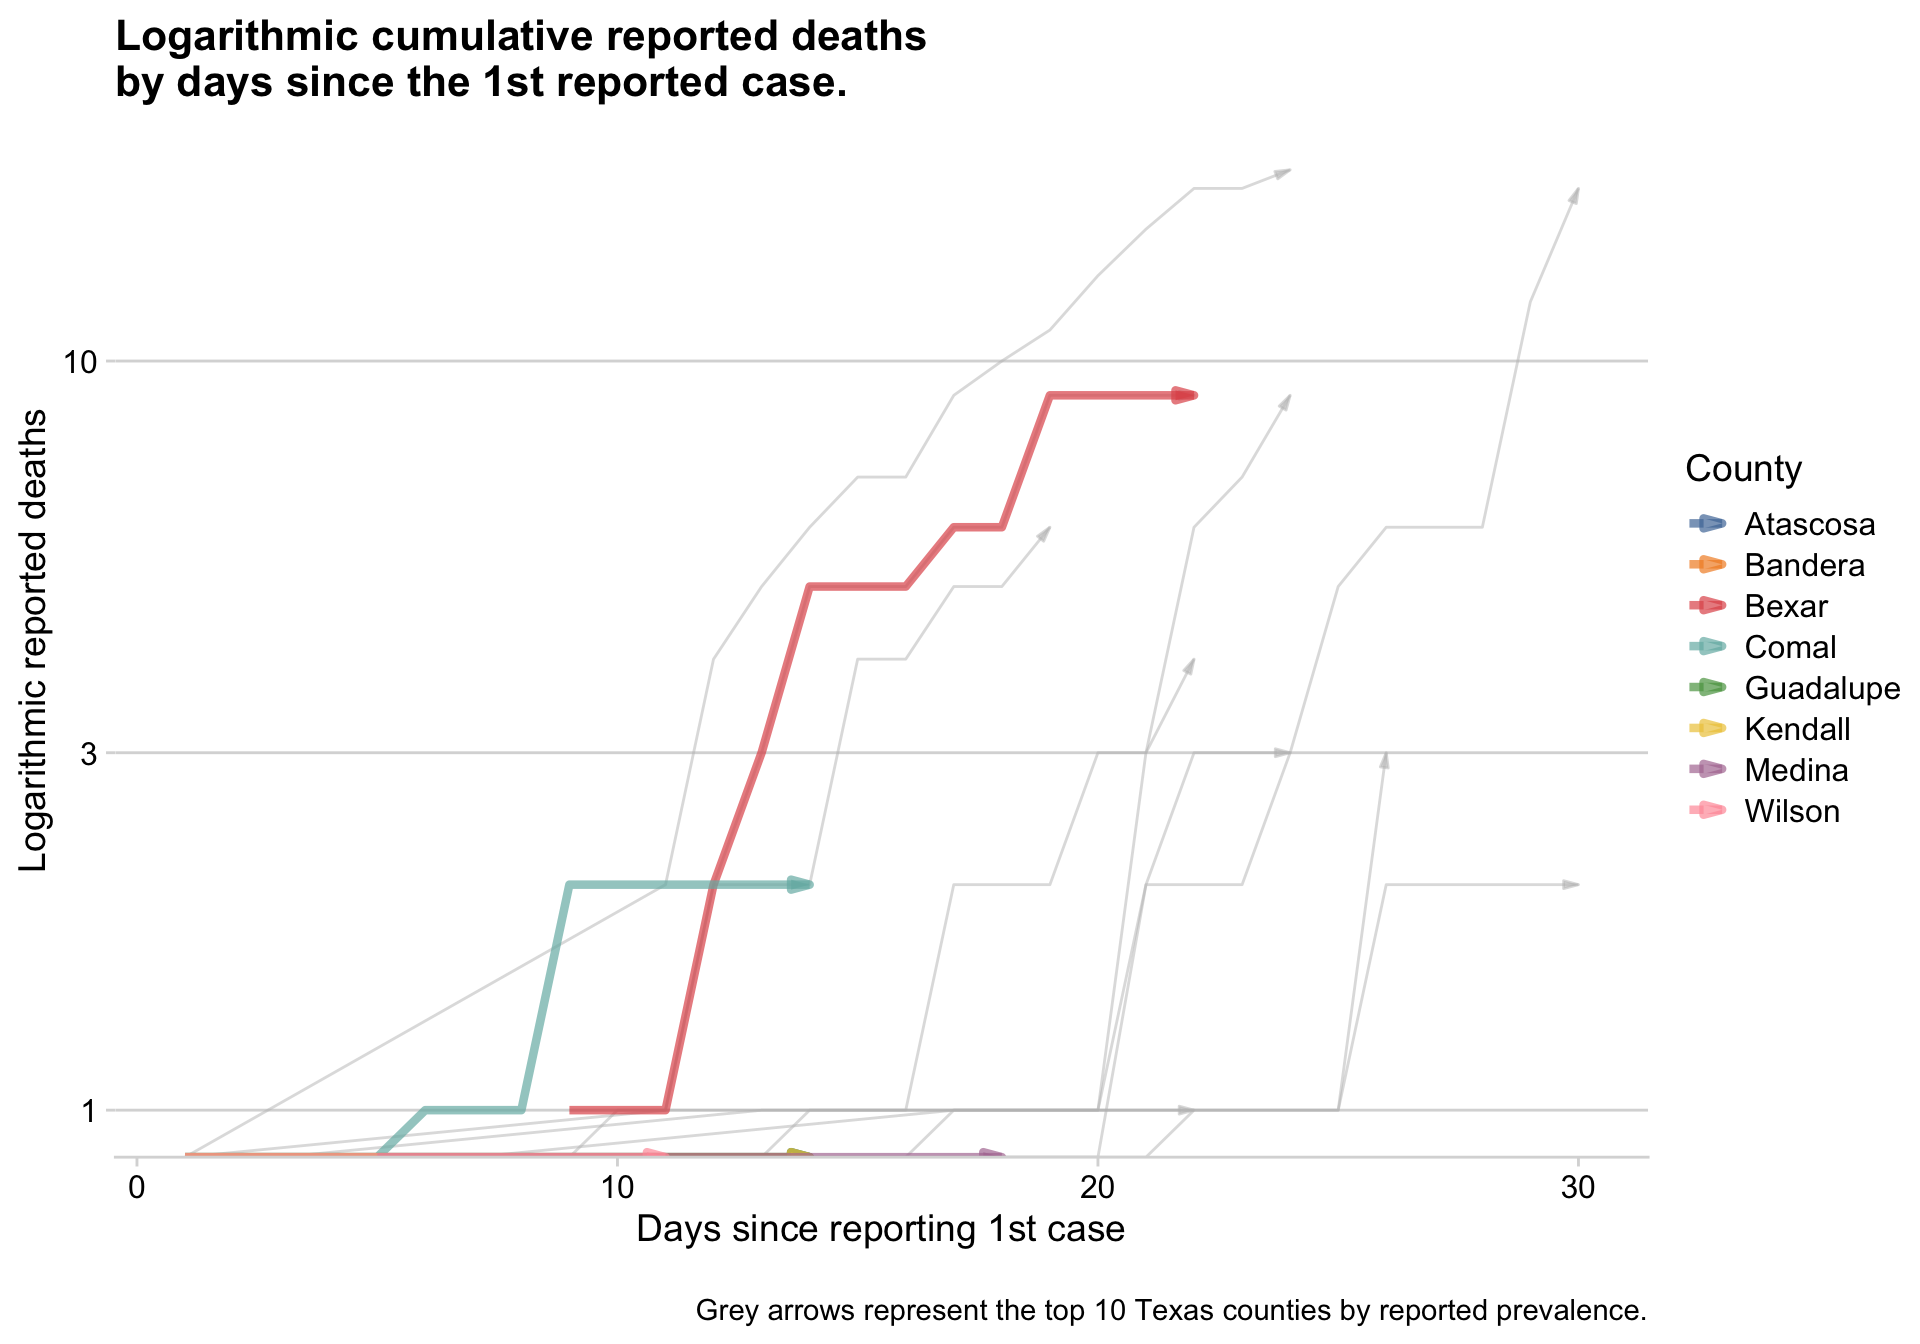 Logarithmic cumulative reported deaths
by days since the 1st reported case.
10
3
1
Logarithmic reported deaths
0 10 20 30
Days since reporting 1st case
County
Atascosa
Bandera
Bexar
Comal
Guadalupe
Kendall
Medina
Wilson
Grey arrows represent the top 10 Texas counties by reported prevalence.